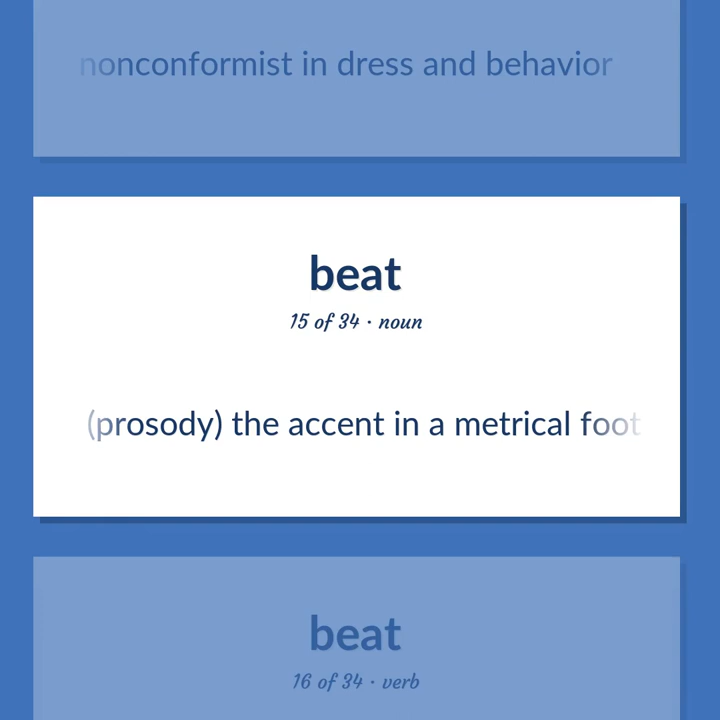 nonconformist in dress and behavior
beat
15 of 34 · noun
(prosody) the accent in a metrical foot
beat
16 of 34 · verb